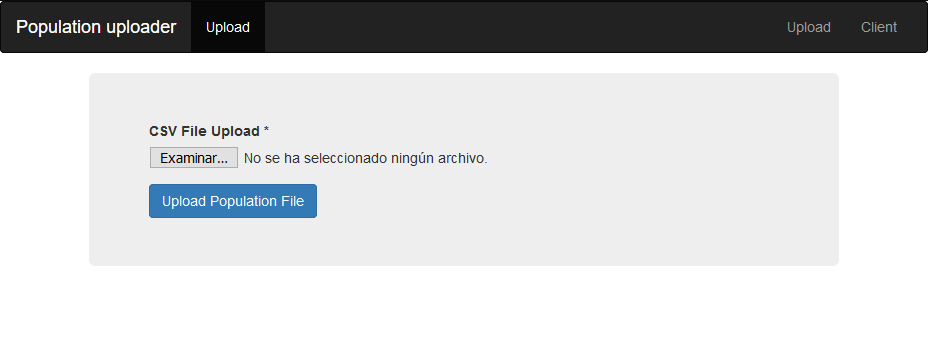 Population uploader Upload Upload Client
CSV File Upload *
Examinar... No se ha seleccionado ningún archivo.
Upload Population File